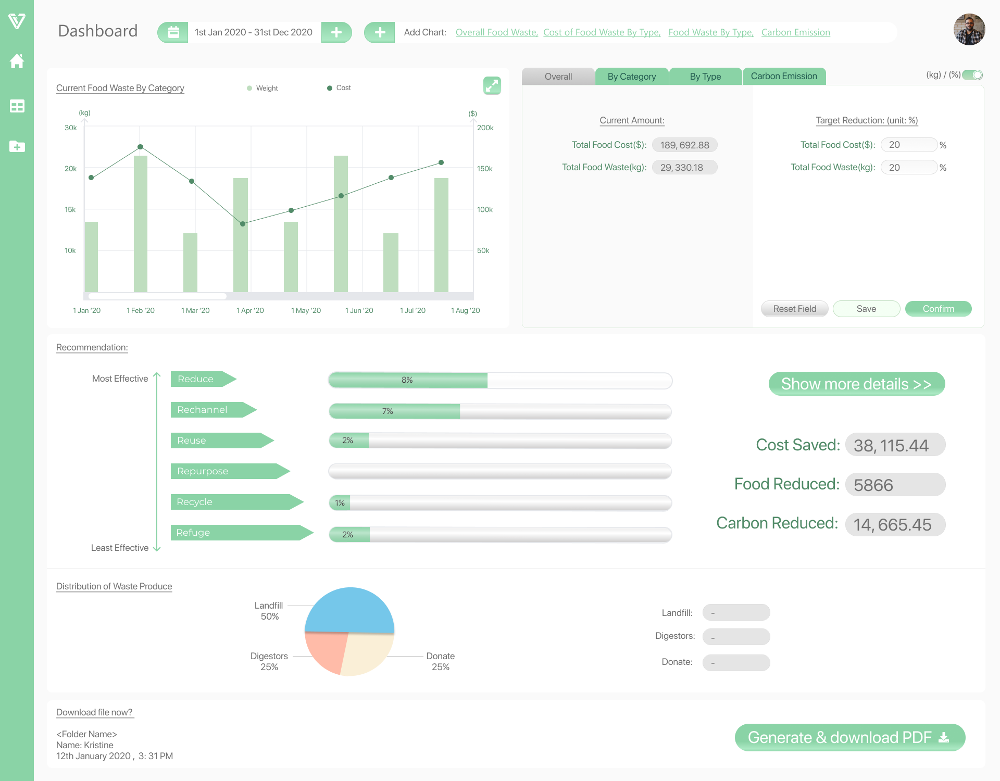 Dashboard
1st Jan 2020 - 31st Dec 2020
Add Chart: Overall Food Waste, Cost of Food Waste By Type, Food Waste By Type, Carbon Emission
Current Food Waste By Category
Weight
Cost
(kg)
($)
30k
20k
15k
10k
200k
150k
100k
50k
1 Jan '20
1 Feb '20
1 Mar '20
1 Apr '20
1 May '20
1 Jun '20
1 Jul '20
1 Aug '20
Overall
By Category
By Type
Carbon Emission
(kg) / (%)
Current Amount:
Total Food Cost($): 189, 692.88
Total Food Waste(kg): 29, 330.18
Target Reduction: (unit: %)
Total Food Cost($): 20 %
Total Food Waste(kg): 20 %
Reset Field
Save
Confirm
Recommendation:
Most Effective
Least Effective
Reduce
8%
Rechannel
7%
Reuse
2%
Repurpose
Recycle
1%
Refuge
2%
Show more details >>
Cost Saved: 38, 115.44
Food Reduced: 5866
Carbon Reduced: 14, 665.45
Distribution of Waste Produce
Landfill
50%
Digestors
25%
Donate
25%
Landfill: -
Digestors: -
Donate: -
Download file now?
<Folder Name>
Name: Kristine
12th January 2020 , 3: 31 PM
Generate & download PDF